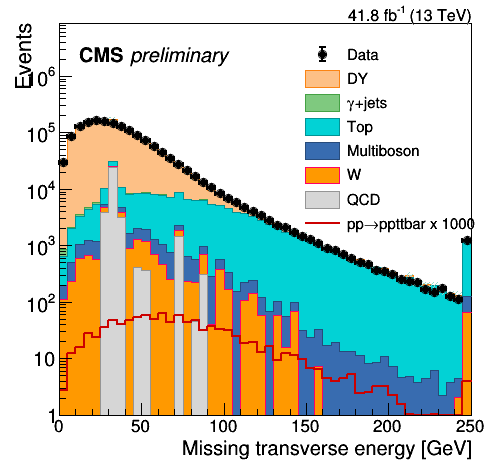 41.8 fb⁻¹ (13 TeV)
Events
CMS preliminary
Data
DY
γ+jets
Top
Multiboson
W
QCD
pp→ppttbar x 1000
10⁶
10⁵
10⁴
10³
10²
10
1
0 50 100 150 200 250
Missing transverse energy [GeV]